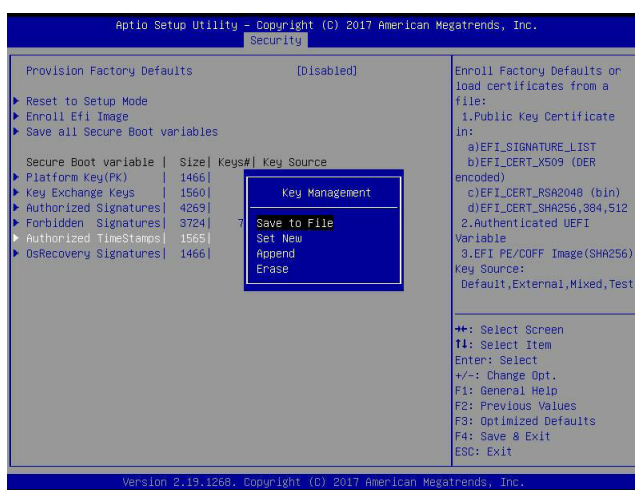 Aptio Setup Utility – Copyright (C) 2017 American Megatrends, Inc.
Security
Provision Factory Defaults [Disabled]
▶ Reset to Setup Mode
▶ Enroll Efi Image
▶ Save all Secure Boot variables
Secure Boot variable | Size| Keys#| Key Source
▶ Platform Key(PK) | 1466|
▶ Key Exchange Keys | 1560|
▶ Authorized Signatures| 4269|
▶ Forbidden Signatures| 3724| 7
▶ Authorized TimeStamps| 1565|
▶ OsRecovery Signatures| 1466|
Key Management
Save to File
Set New
Append
Erase
Enroll Factory Defaults or
load certificates from a
file:
1.Public Key Certificate
in:
a)EFI_SIGNATURE_LIST
b)EFI_CERT_X509 (DER
encoded)
c)EFI_CERT_RSA2048 (bin)
d)EFI_CERT_SHA256,384,512
2.Authenticated UEFI
Variable
3.EFI PE/COFF Image(SHA256)
Key Source:
Default,External,Mixed,Test
→←: Select Screen
↑↓: Select Item
Enter: Select
+/-: Change Opt.
F1: General Help
F2: Previous Values
F3: Optimized Defaults
F4: Save & Exit
ESC: Exit
Version 2.19.1268. Copyright (C) 2017 American Megatrends, Inc.